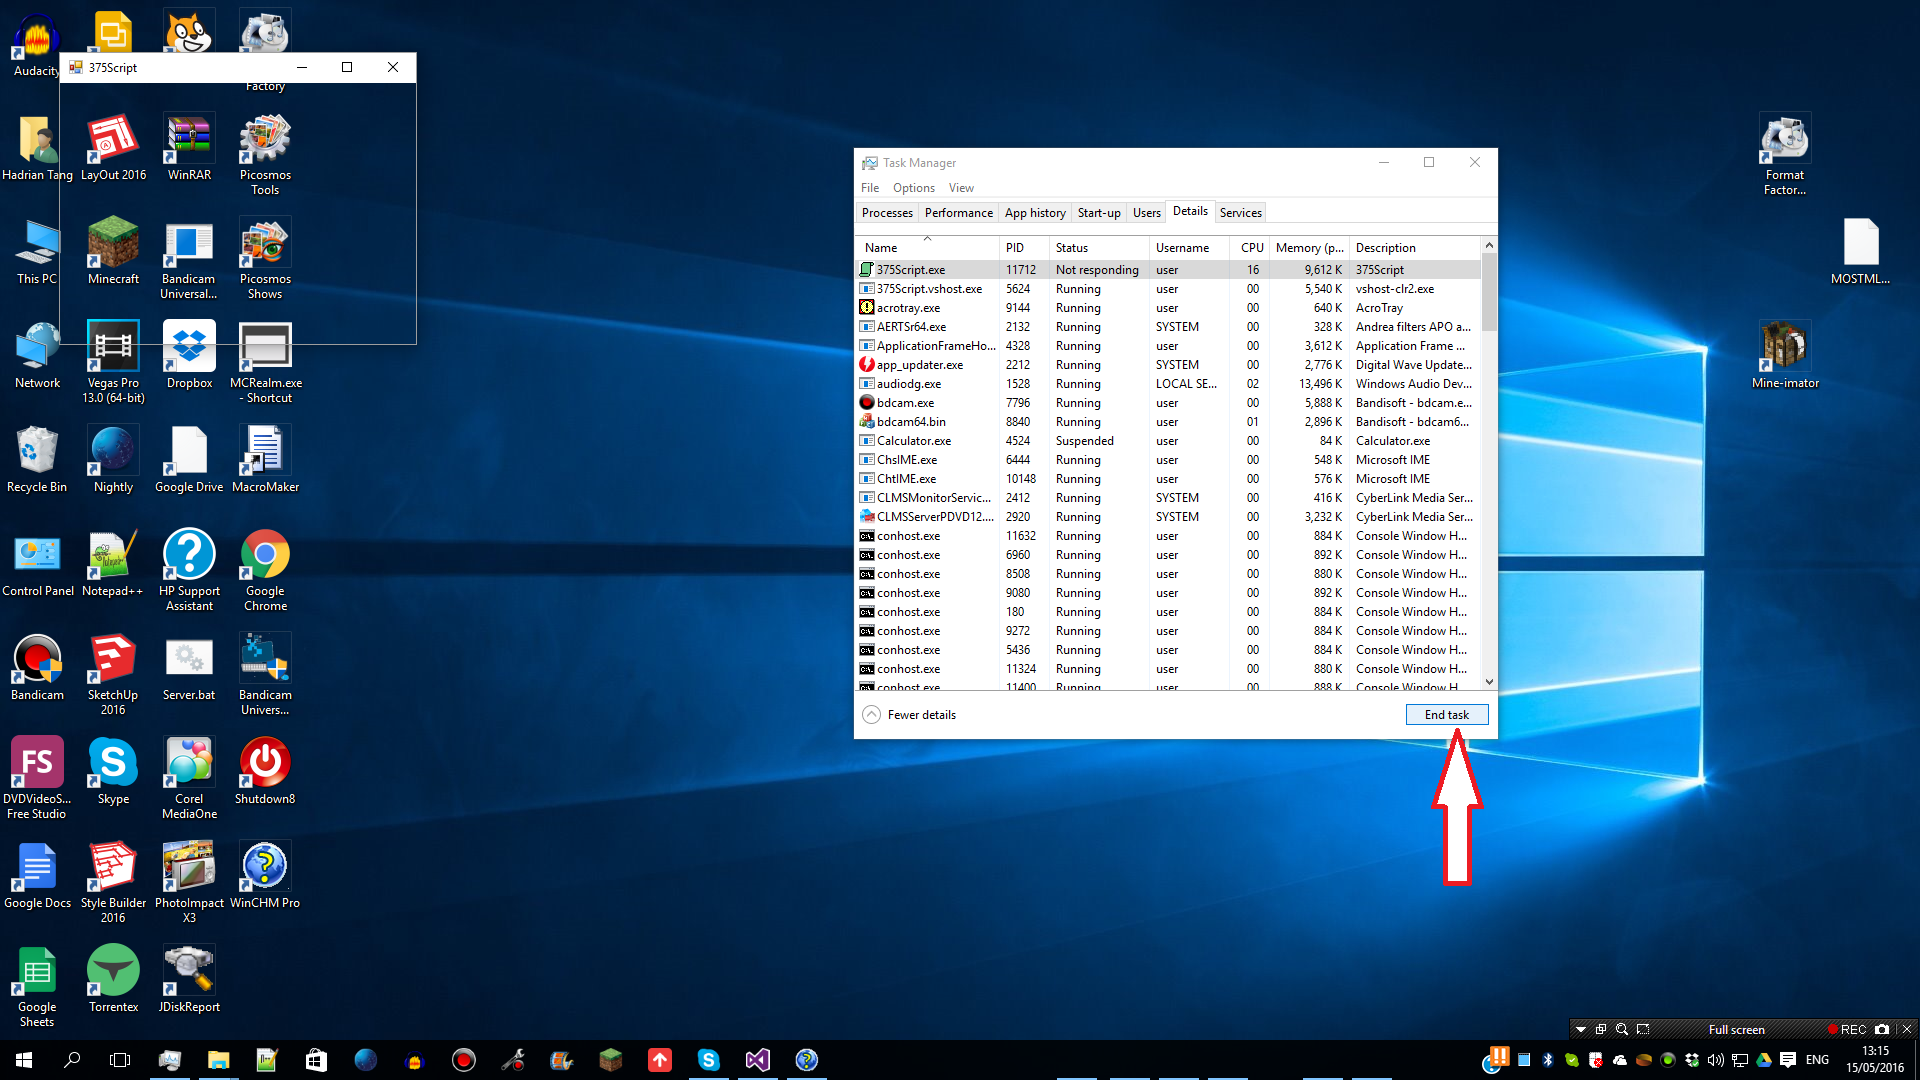 Audacity
375Script
Factory
Hadrian Tang
LayOut 2016
WinRAR
Picosmos
Tools
This PC
Minecraft
Bandicam
Universal...
Picosmos
Shows
Network
Vegas Pro
13.0 (64-bit)
Dropbox
MCRealm.exe
- Shortcut
Recycle Bin
Nightly
Google Drive
MacroMaker
Control Panel
Notepad++
HP Support
Assistant
Google
Chrome
Bandicam
SketchUp
2016
Server.bat
Bandicam
Univers...
FS
DVDVideoS...
Free Studio
Skype
Corel
MediaOne
Shutdown8
Google Docs
Style Builder
2016
PhotoImpact
X3
WinCHM Pro
Google
Sheets
Torrentex
JDiskReport
Task Manager
File Options View
Processes Performance App history Start-up Users Details Services
Name PID Status Username CPU Memory (p... Description
375Script.exe 11712 Not responding user 16 9,612 K 375Script
375Script.vshost.exe 5624 Running user 00 5,540 K vshost-clr2.exe
acrotray.exe 9144 Running user 00 640 K AcroTray
AERTSr64.exe 2132 Running SYSTEM 00 328 K Andrea filters APO a...
ApplicationFrameHo... 4328 Running user 00 3,612 K Application Frame ...
app_updater.exe 2212 Running SYSTEM 00 2,776 K Digital Wave Update...
audiodg.exe 1528 Running LOCAL SE... 02 13,496 K Windows Audio Dev...
bdcam.exe 7796 Running user 00 5,888 K Bandisoft - bdcam.e...
bdcam64.bin 8840 Running user 01 2,896 K Bandisoft - bdcam6...
Calculator.exe 4524 Suspended user 00 84 K Calculator.exe
ChsIME.exe 6444 Running user 00 548 K Microsoft IME
ChtIME.exe 10148 Running user 00 576 K Microsoft IME
CLMSMonitorServic... 2412 Running SYSTEM 00 416 K CyberLink Media Ser...
CLMSServerPDVD12.... 2920 Running SYSTEM 00 3,232 K CyberLink Media Ser...
conhost.exe 11632 Running user 00 884 K Console Window H...
conhost.exe 6960 Running user 00 892 K Console Window H...
conhost.exe 8508 Running user 00 880 K Console Window H...
conhost.exe 9080 Running user 00 892 K Console Window H...
conhost.exe 180 Running user 00 884 K Console Window H...
conhost.exe 9272 Running user 00 884 K Console Window H...
conhost.exe 5436 Running user 00 884 K Console Window H...
conhost.exe 11324 Running user 00 880 K Console Window H...
conhost.exe 11400 Running user 00 888 K Console Window H...
Fewer details
End task
Format
Factor...
MOSTML...
Mine-imator
Full screen
REC
ENG
13:15
15/05/2016